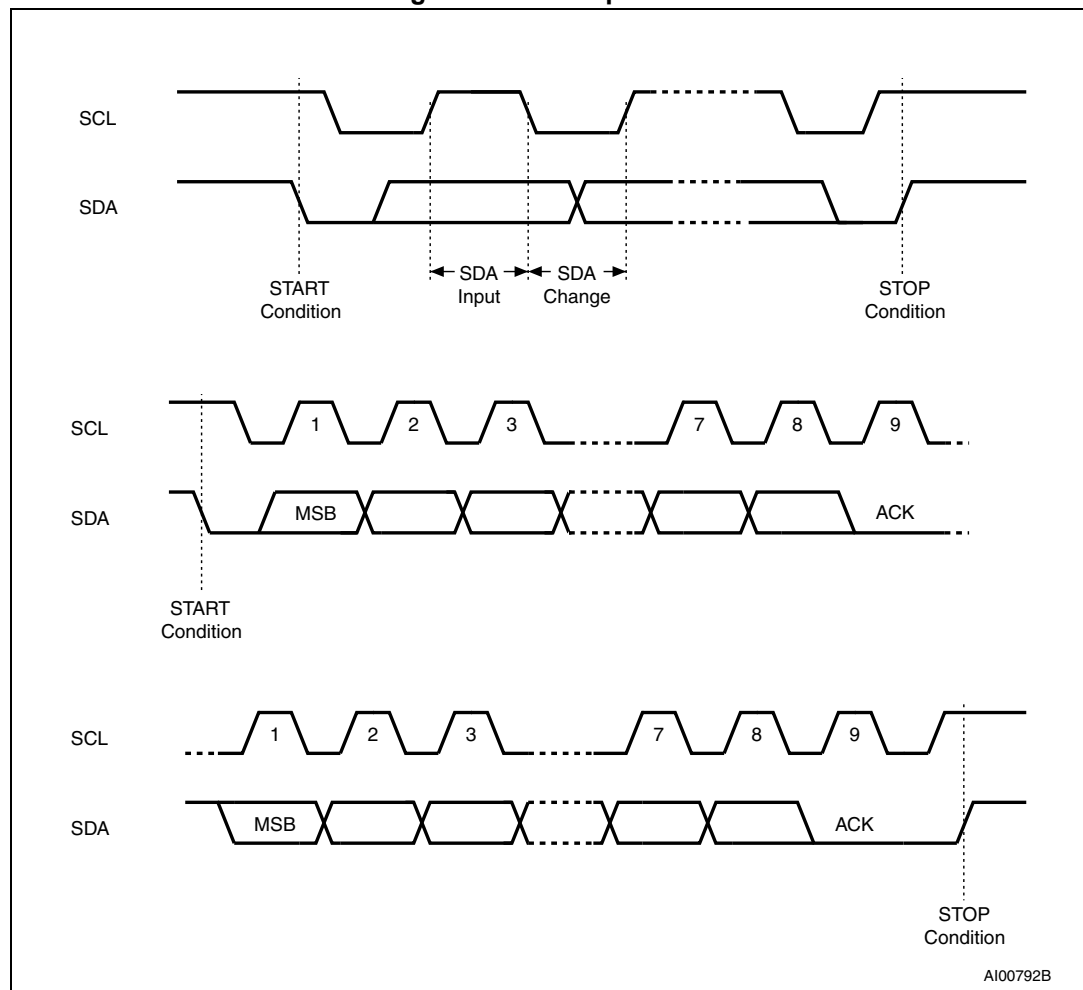 SCL
SDA
SDA
Input
SDA
Change
START
Condition
STOP
Condition
SCL
1
2
3
7
8
9
SDA
MSB
ACK
START
Condition
SCL
1
2
3
7
8
9
SDA
MSB
ACK
STOP
Condition
AI00792B